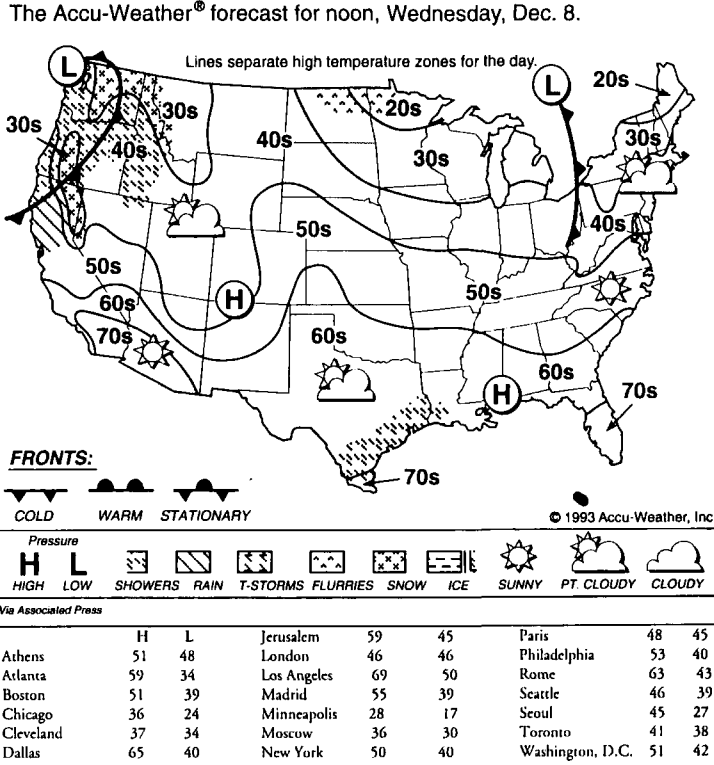 The Accu-Weather® forecast for noon, Wednesday, Dec. 8.
Lines separate high temperature zones for the day.
L
L
20s
30s
20s
30s
40s
30s
30s
40s
40s
50s
50s
50s
H
60s
70s
60s
60s
H
70s
70s
FRONTS:
COLD WARM STATIONARY
© 1993 Accu-Weather, Inc
Pressure
H L
HIGH LOW SHOWERS RAIN T-STORMS FLURRIES SNOW ICE SUNNY PT. CLOUDY CLOUDY
Via Associated Press
H L
Athens 51 48
Atlanta 59 34
Boston 51 39
Chicago 36 24
Cleveland 37 34
Dallas 65 40
Jerusalem 59 45
London 46 46
Los Angeles 69 50
Madrid 55 39
Minneapolis 28 17
Moscow 36 30
New York 50 40
Paris 48 45
Philadelphia 53 40
Rome 63 43
Seattle 46 39
Seoul 45 27
Toronto 41 38
Washington, D.C. 51 42